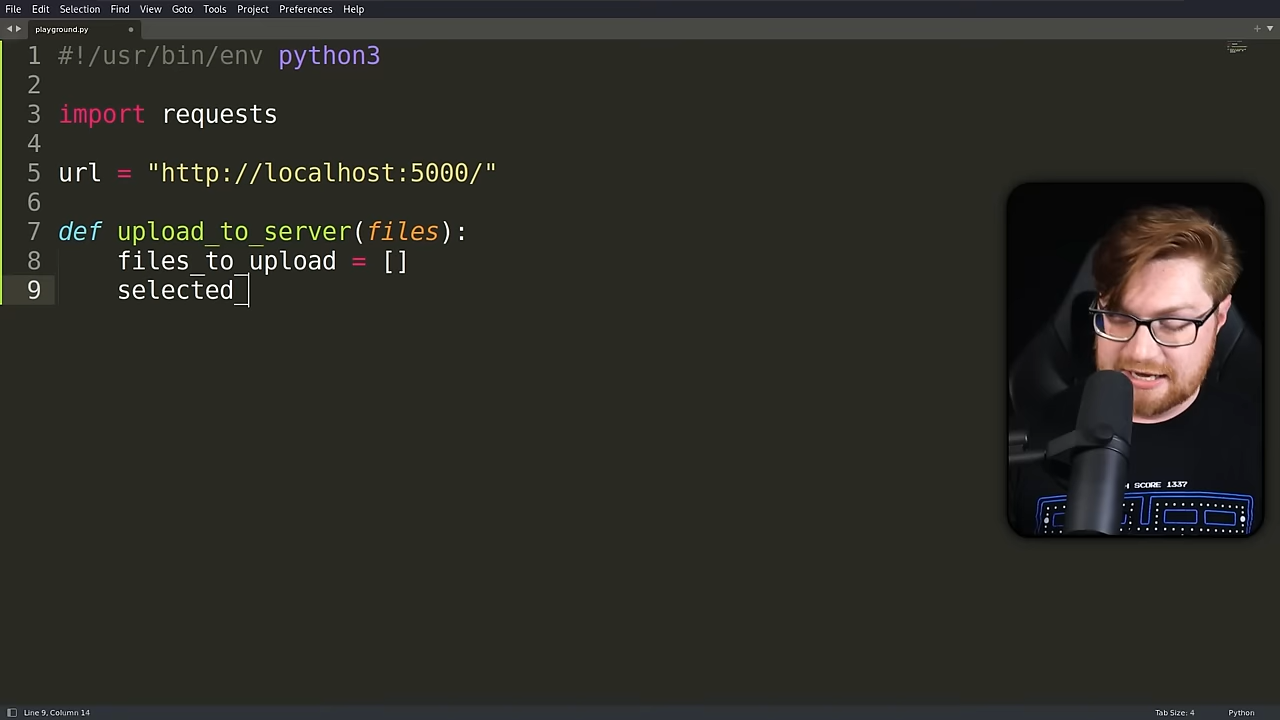 File Edit Selection Find View Goto Tools Project Preferences Help
playground.py
1 #!/usr/bin/env python3
2
3 import requests
4
5 url = "http://localhost:5000/"
6
7 def upload_to_server(files):
8     files_to_upload = []
9     selected_
SCORE 1337
Line 9, Column 14
Tab Size: 4
Python